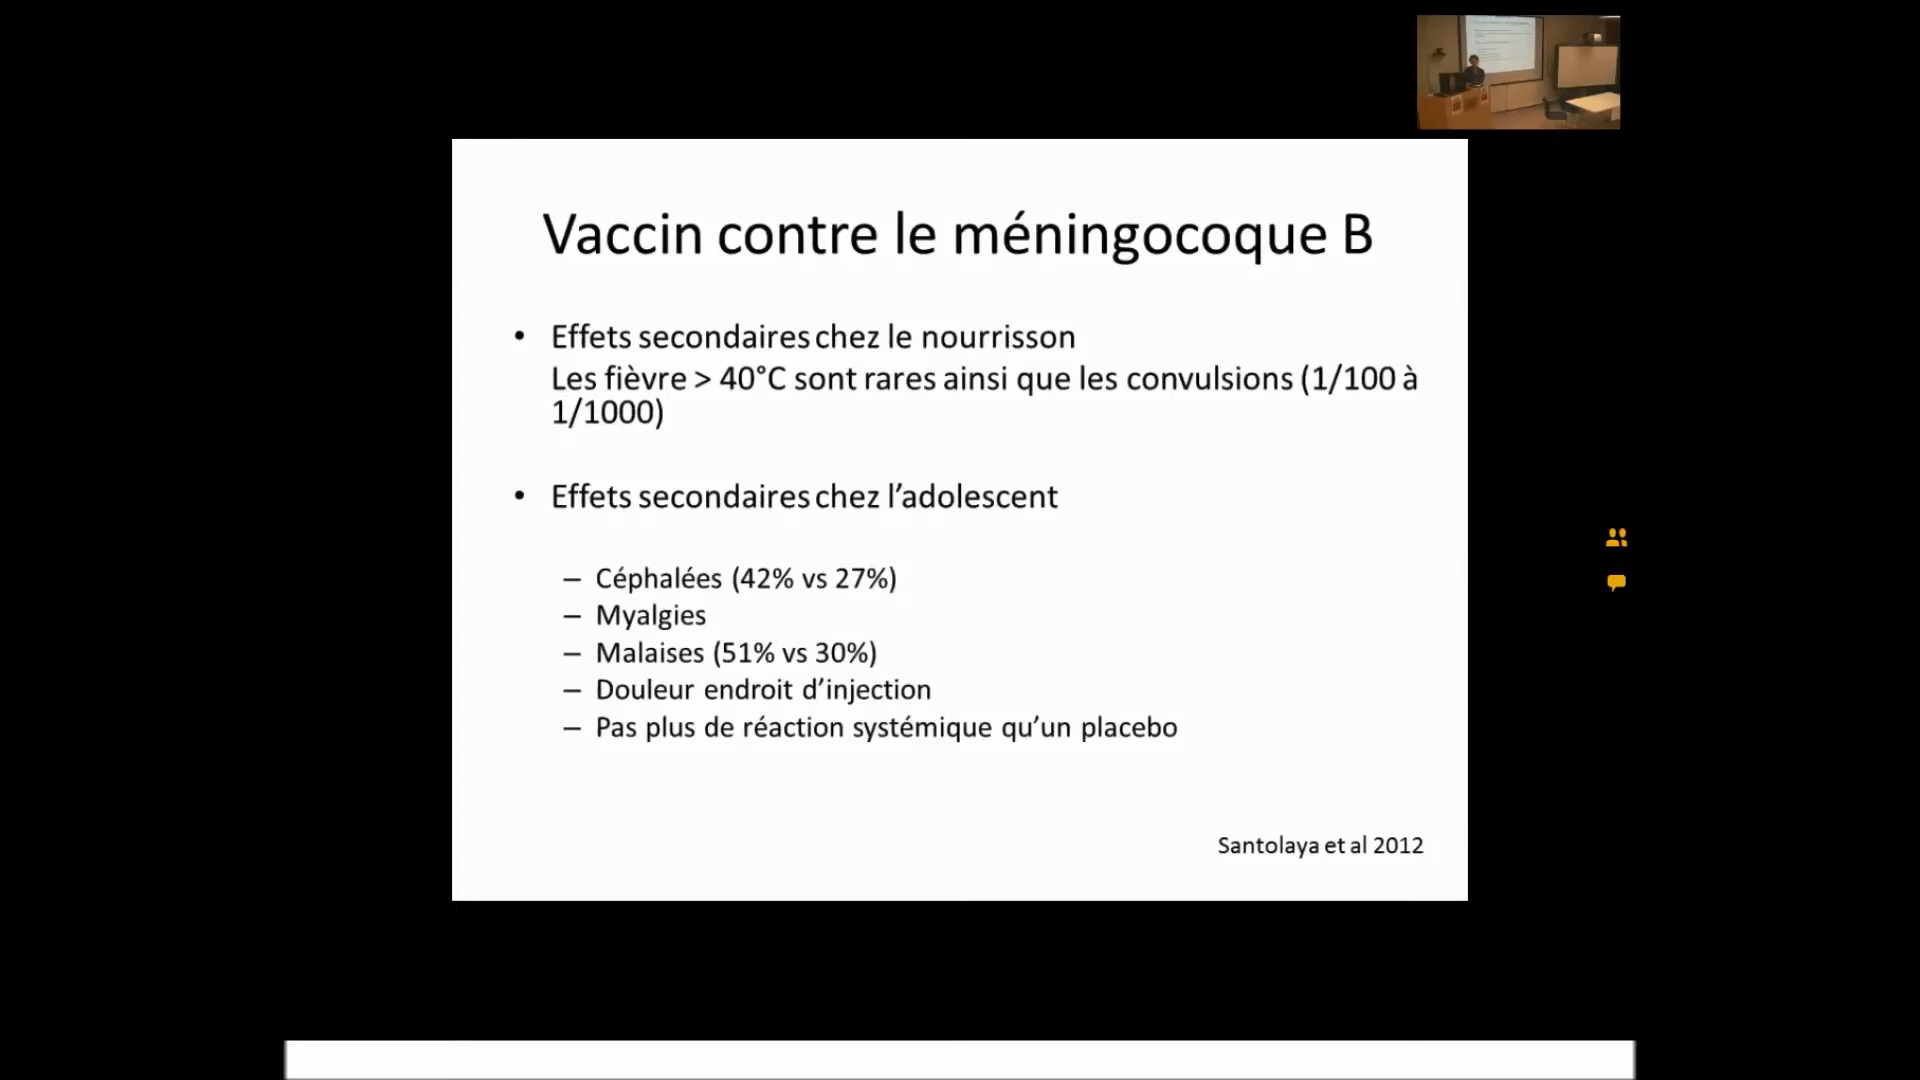 Vaccin contre le méningocoque B
• Effets secondaires chez le nourrisson
Les fièvre > 40°C sont rares ainsi que les convulsions (1/100 à
1/1000)
• Effets secondaires chez l’adolescent
– Céphalées (42% vs 27%)
– Myalgies
– Malaises (51% vs 30%)
– Douleur endroit d’injection
– Pas plus de réaction systémique qu’un placebo
Santolaya et al 2012